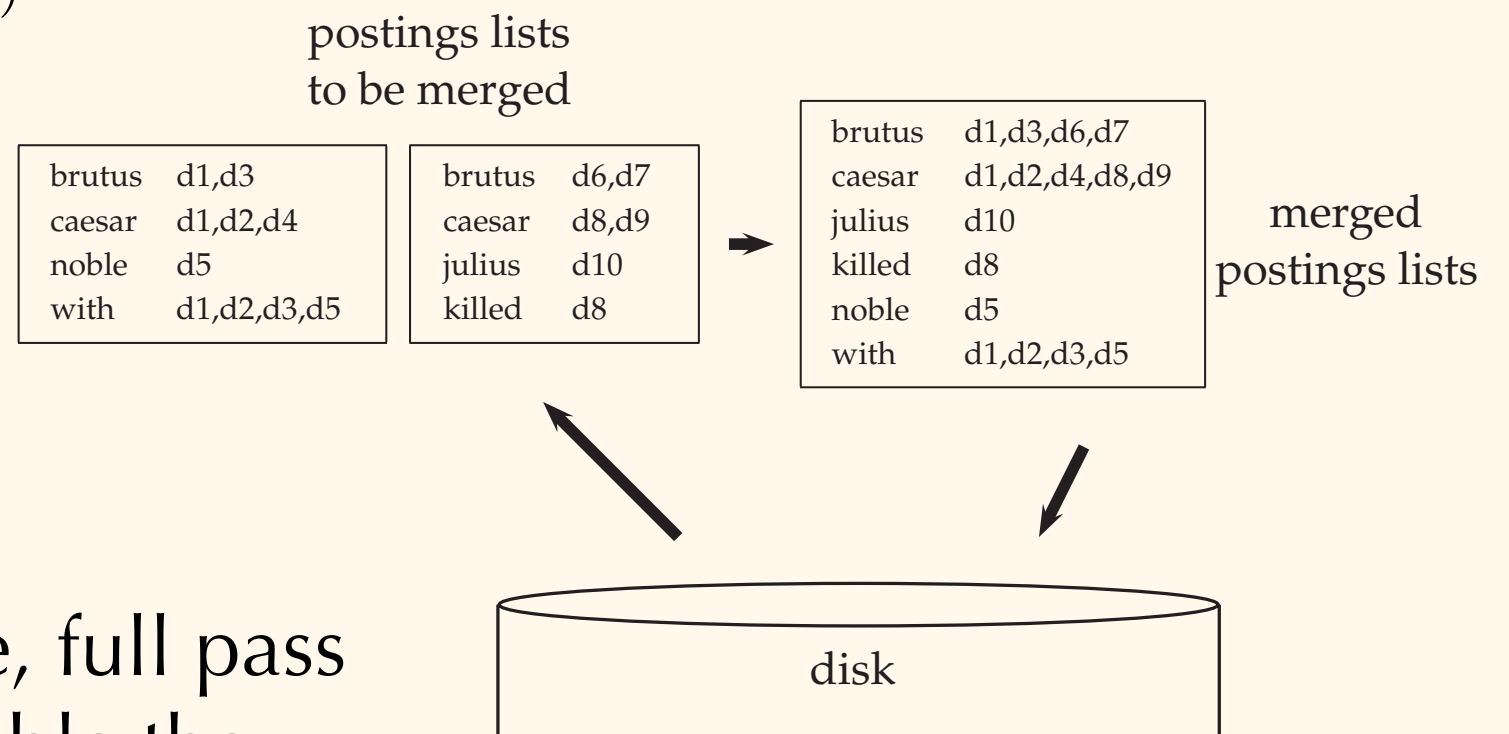 )
postings lists
to be merged
brutus d1,d3
caesar d1,d2,d4
noble d5
with d1,d2,d3,d5
brutus d6,d7
caesar d8,d9
julius d10
killed d8
brutus d1,d3,d6,d7
caesar d1,d2,d4,d8,d9
julius d10
killed d8
noble d5
with d1,d2,d3,d5
merged
postings lists
disk
, full pass